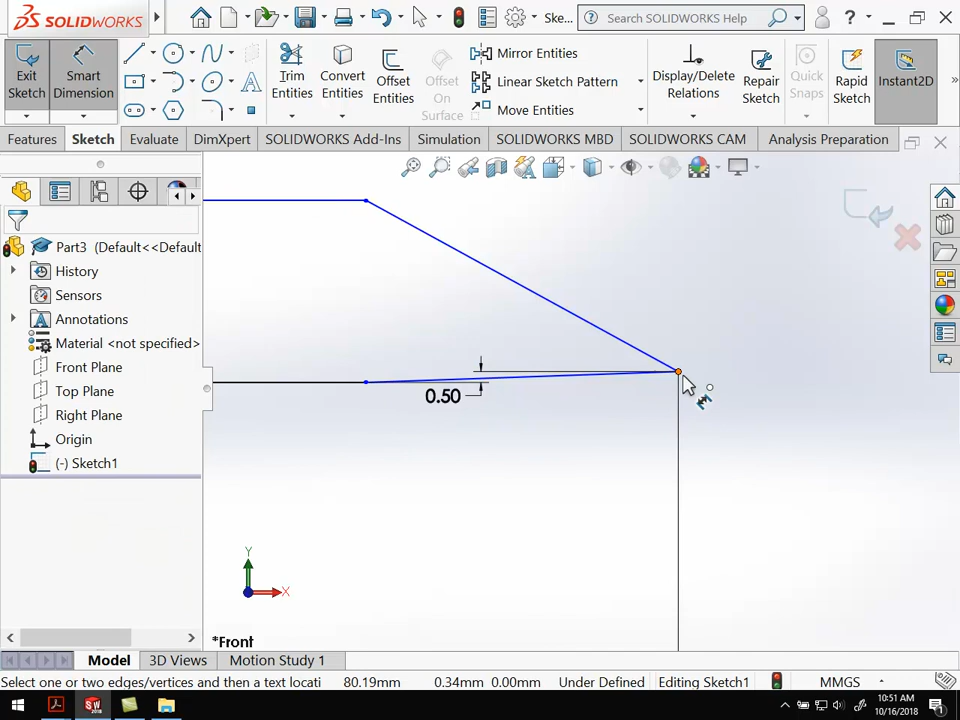 SOLIDWORKS
Ske...
Search SOLIDWORKS Help
Exit Sketch
Smart Dimension
Trim Entities
Convert Entities
Offset Entities
Offset On Surface
Mirror Entities
Linear Sketch Pattern
Move Entities
Display/Delete Relations
Repair Sketch
Quick Snaps
Rapid Sketch
Instant2D
Features
Sketch
Evaluate
DimXpert
SOLIDWORKS Add-Ins
Simulation
SOLIDWORKS MBD
SOLIDWORKS CAM
Analysis Preparation
Part3 (Default<<Default
History
Sensors
Annotations
Material <not specified>
Front Plane
Top Plane
Right Plane
Origin
(-) Sketch1
0.50
Y
X
*Front
Model
3D Views
Motion Study 1
Select one or two edges/vertices and then a text locati
80.19mm
0.34mm
0.00mm
Under Defined
Editing Sketch1
MMGS
10:51 AM
10/16/2018